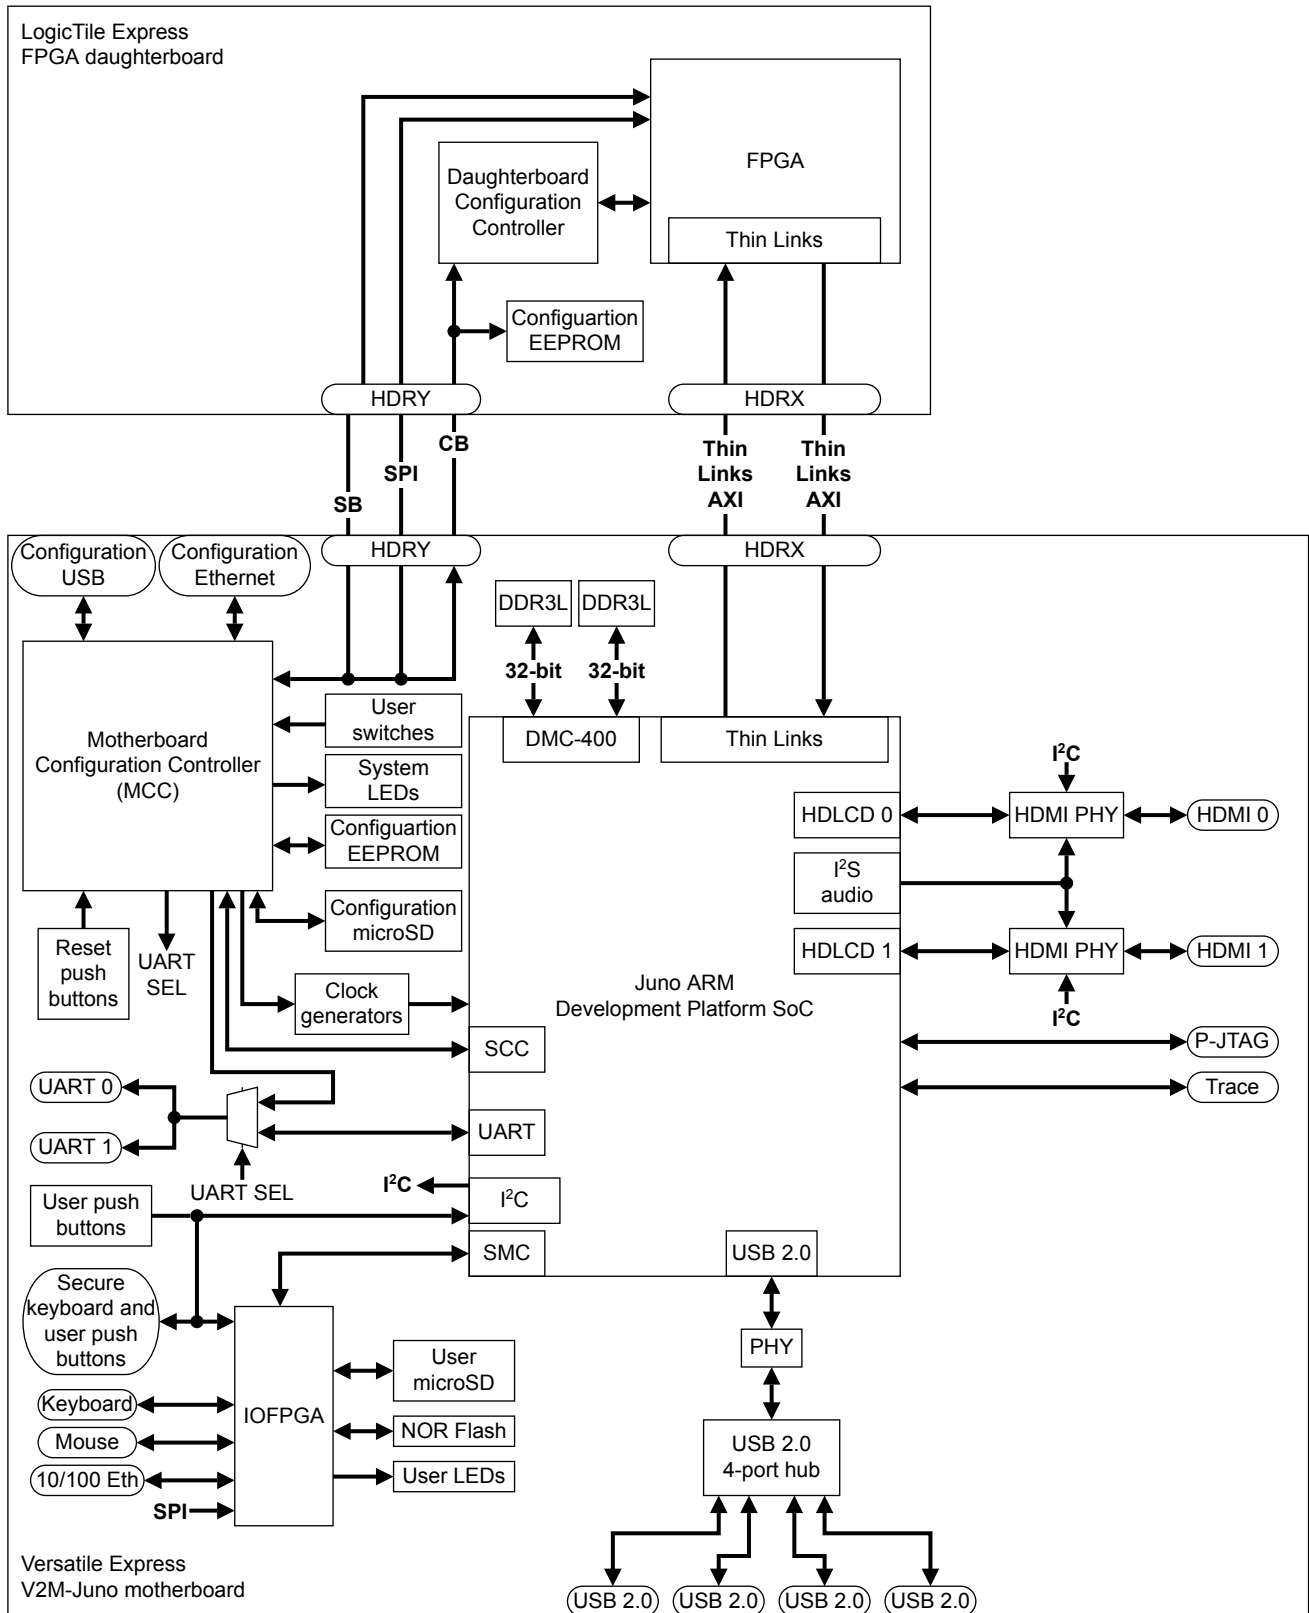 LogicTile Express
FPGA daughterboard
FPGA
Daughterboard
Configuration
Controller
Thin Links
Configuartion
EEPROM
HDRY
HDRX
CB
SPI
SB
Thin
Links
AXI
Thin
Links
AXI
Configuration
USB
Configuration
Ethernet
HDRY
HDRX
DDR3L
DDR3L
32-bit
32-bit
User
switches
DMC-400
Thin Links
Motherboard
Configuration Controller
(MCC)
System
LEDs
I²C
HDLCD 0
HDMI PHY
HDMI 0
Configuartion
EEPROM
I²S
audio
Configuration
microSD
HDLCD 1
HDMI PHY
HDMI 1
Reset
push
buttons
UART
SEL
Clock
generators
Juno ARM
Development Platform SoC
I²C
SCC
P-JTAG
UART 0
Trace
UART 1
UART
UART SEL
I²C
I²C
User push
buttons
SMC
USB 2.0
Secure
keyboard and
user push
buttons
PHY
User
microSD
Keyboard
IOFPGA
NOR Flash
Mouse
USB 2.0
4-port hub
10/100 Eth
User LEDs
SPI
Versatile Express
V2M-Juno motherboard
USB 2.0
USB 2.0
USB 2.0
USB 2.0